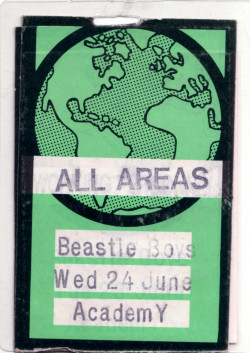 ALL AREAS
Beastie Boys
Wed 24 June
AcademY